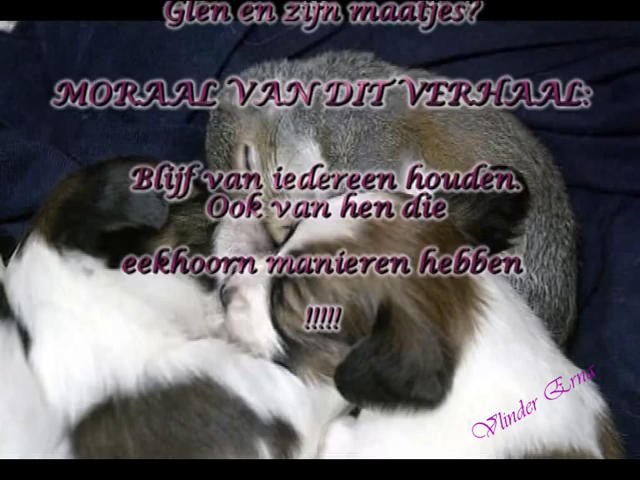 Glen en zijn maatjes?
MORAAL VAN DIT VERHAAL:
Blijf van iedereen houden.
Ook van hen die
eekhoorn manieren hebben
!!!!!
Vlinder Erna